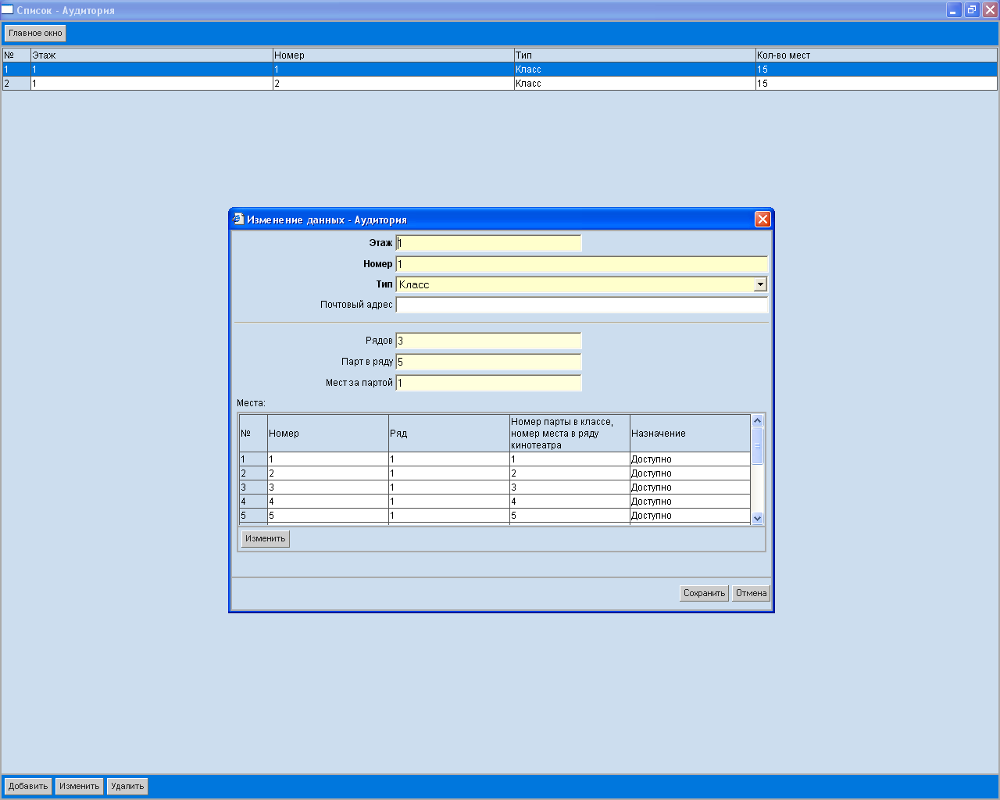 Список - Аудитория
Главное окно
№ Этаж Номер Тип Кол-во мест
1 1 1 Класс 15
2 1 2 Класс 15
Изменение данных - Аудитория
Этаж 1
Номер 1
Тип Класс
Почтовый адрес
Рядов 3
Парт в ряду 5
Мест за партой 1
Места:
№ Номер Ряд Номер парты в классе, номер места в ряду кинотеатра Назначение
1 1 1 1 Доступно
2 2 1 2 Доступно
3 3 1 3 Доступно
4 4 1 4 Доступно
5 5 1 5 Доступно
Изменить
Сохранить Отмена
Добавить Изменить Удалить